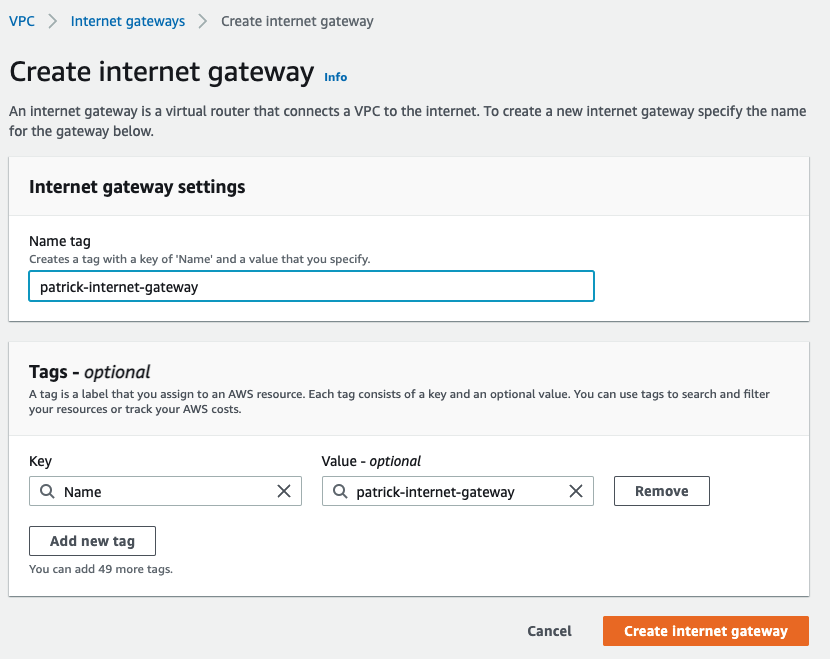 VPC > Internet gateways > Create internet gateway
Create internet gateway Info
An internet gateway is a virtual router that connects a VPC to the internet. To create a new internet gateway specify the name
for the gateway below.
Internet gateway settings
Name tag
Creates a tag with a key of 'Name' and a value that you specify.
patrick-internet-gateway
Tags - optional
A tag is a label that you assign to an AWS resource. Each tag consists of a key and an optional value. You can use tags to search and filter
your resources or track your AWS costs.
Key Value - optional
Name patrick-internet-gateway Remove
Add new tag
You can add 49 more tags.
Cancel Create internet gateway